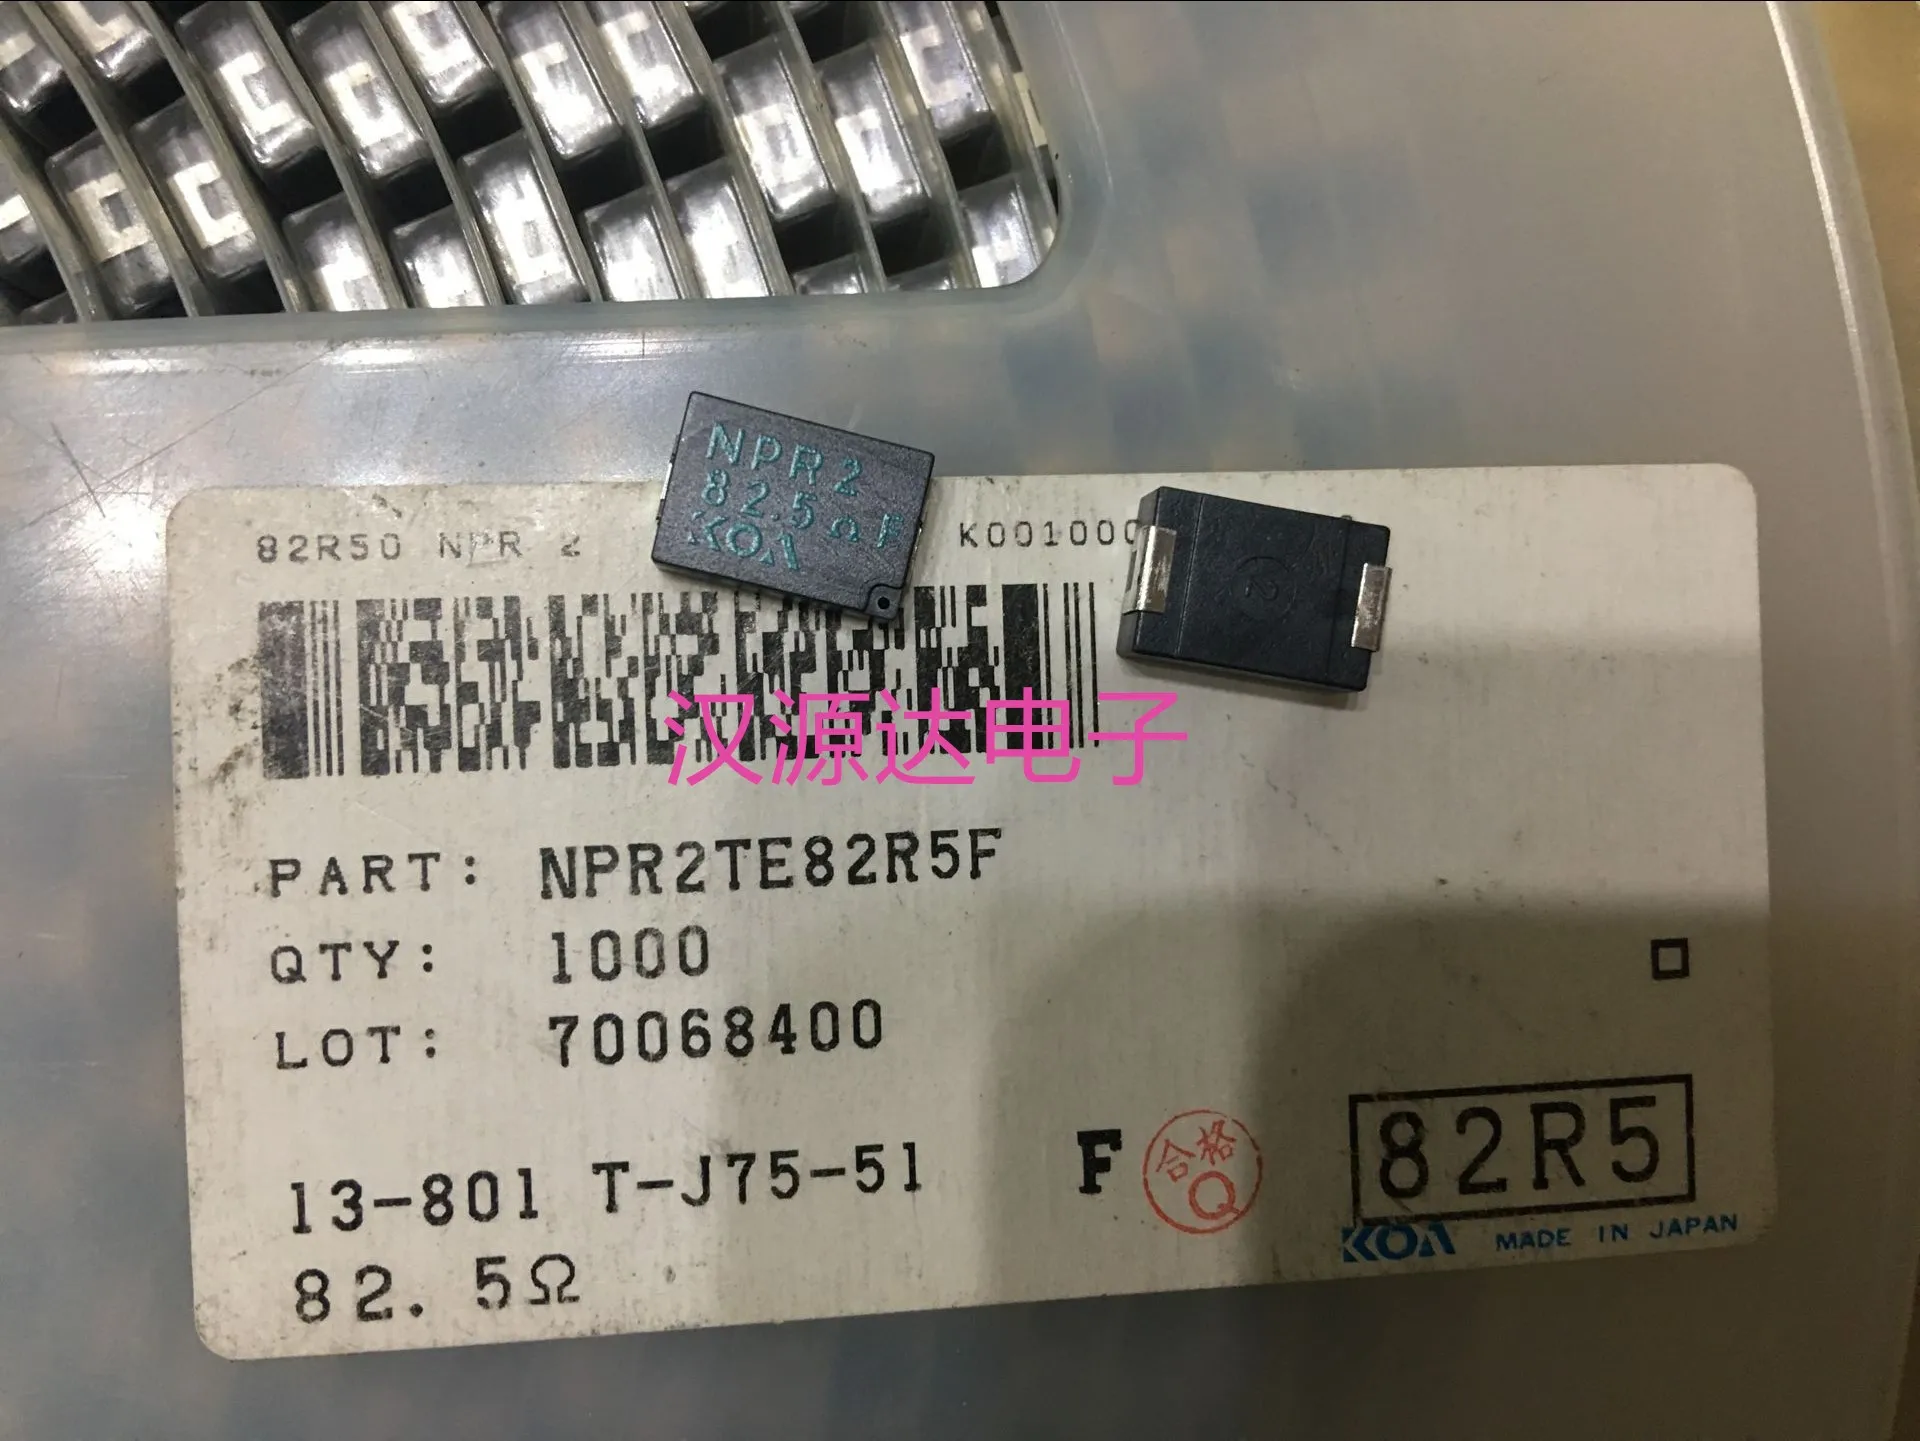 NPR2
82.5ΩF
KOA
2
82R50 NPR 2
K001000
汉源达电子
PART: NPR2TE82R5F
QTY: 1000
LOT: 70068400
13-801 T-J75-51
F
合格
Q
82R5
82.5Ω
KOA MADE IN JAPAN